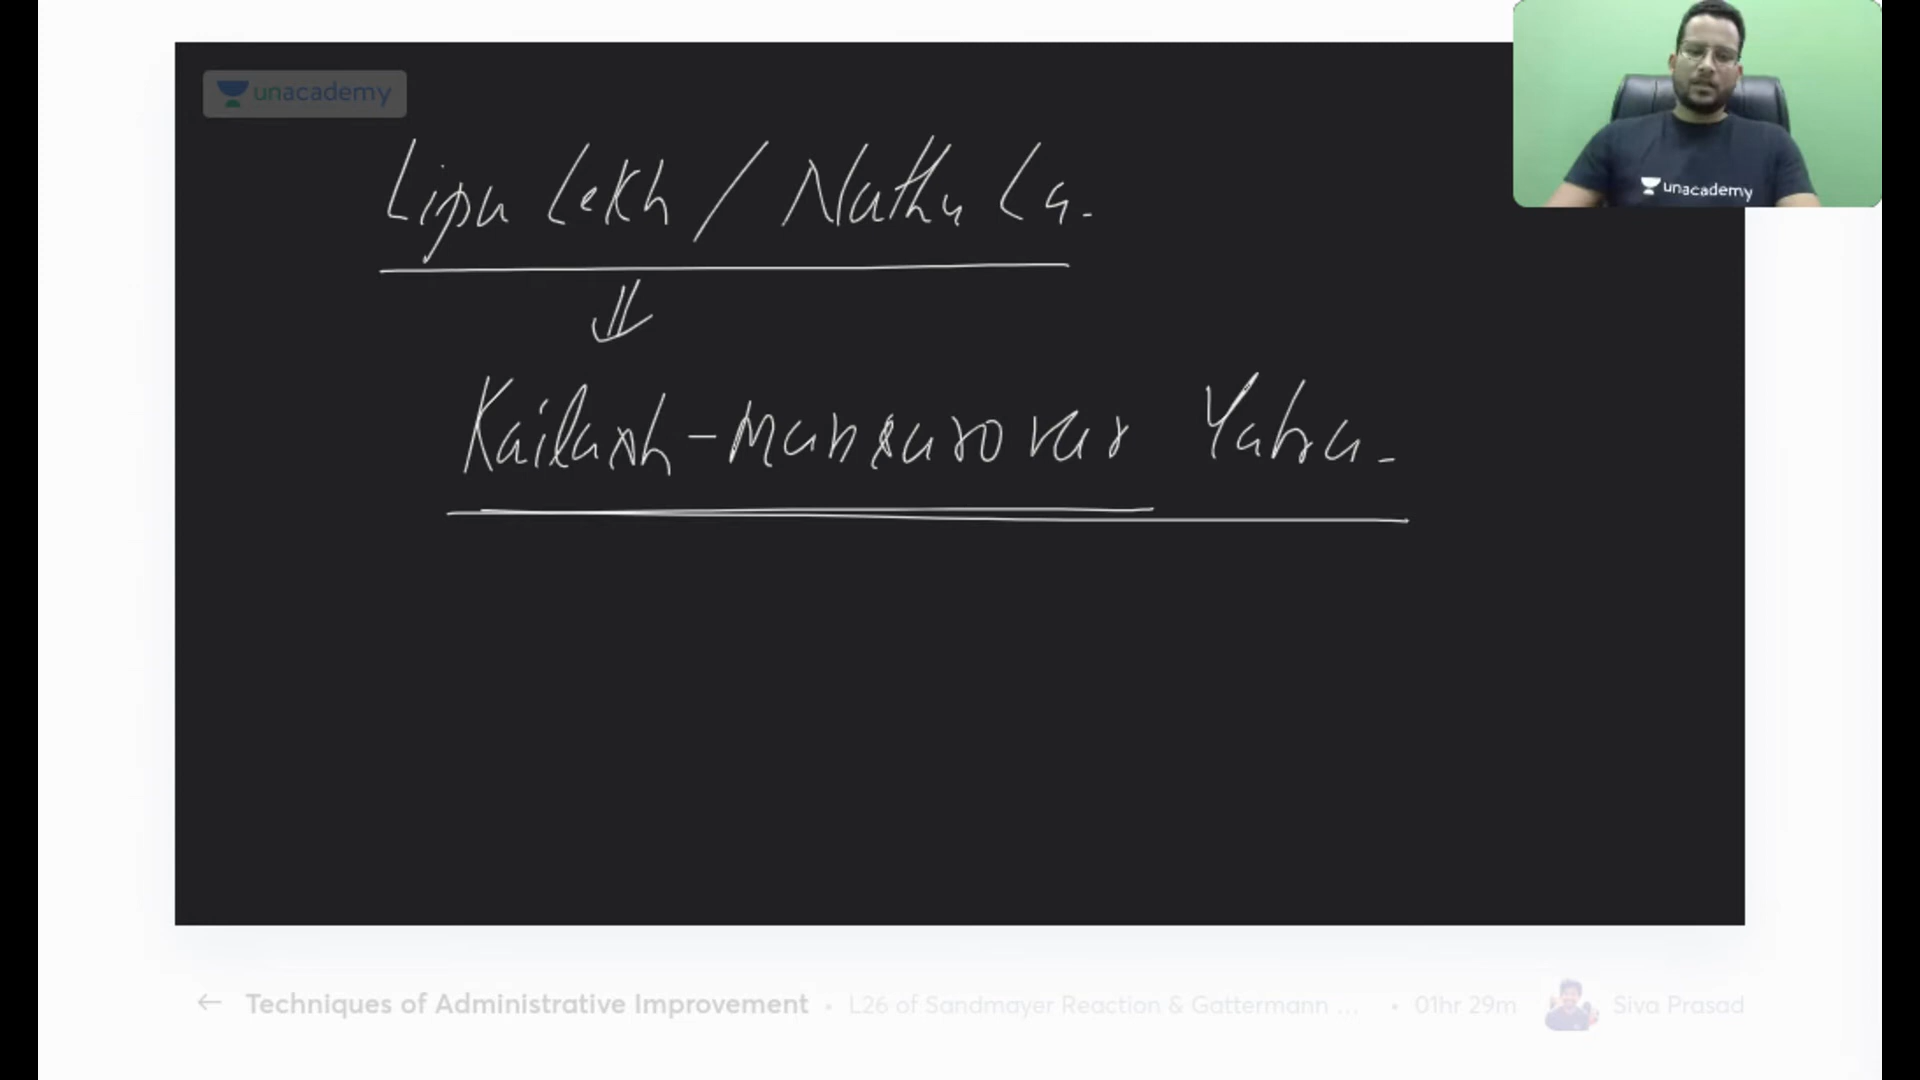 unacademy
Lipu Lekh / Nathu La.
Kailash-Mansarovar Yatra.
unacademy
← Techniques of Administrative Improvement • L26 of Sandmayer Reaction & Gattermann ... • 01hr 29m Siva Prasad